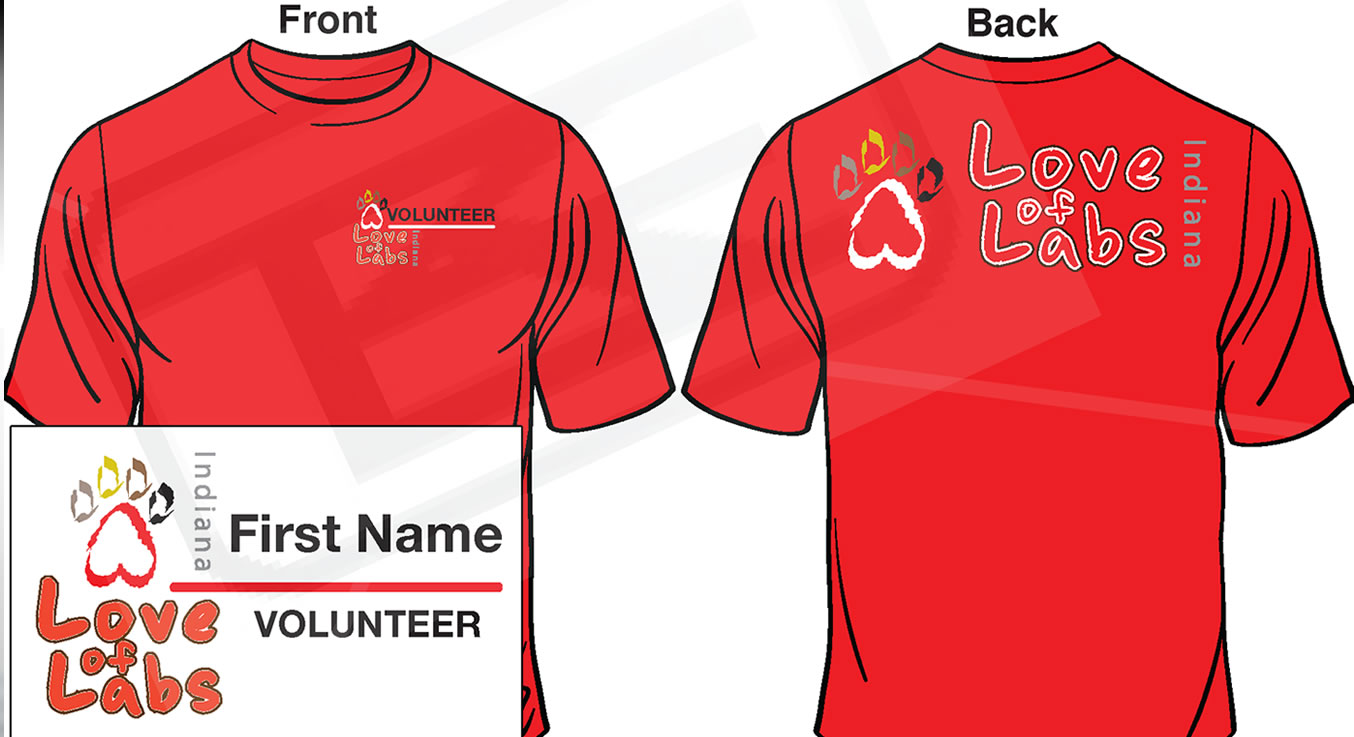 Front
Back
VOLUNTEER
Love
of
Labs
Indiana
Love
of
Labs
Indiana
Indiana
First Name
VOLUNTEER
Love
of
Labs